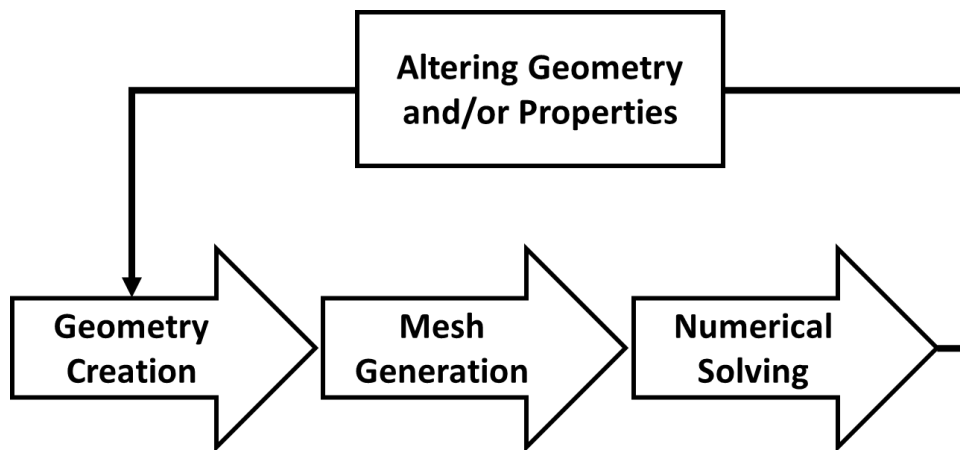 Altering Geometry
and/or Properties
Geometry
Creation
Mesh
Generation
Numerical
Solving